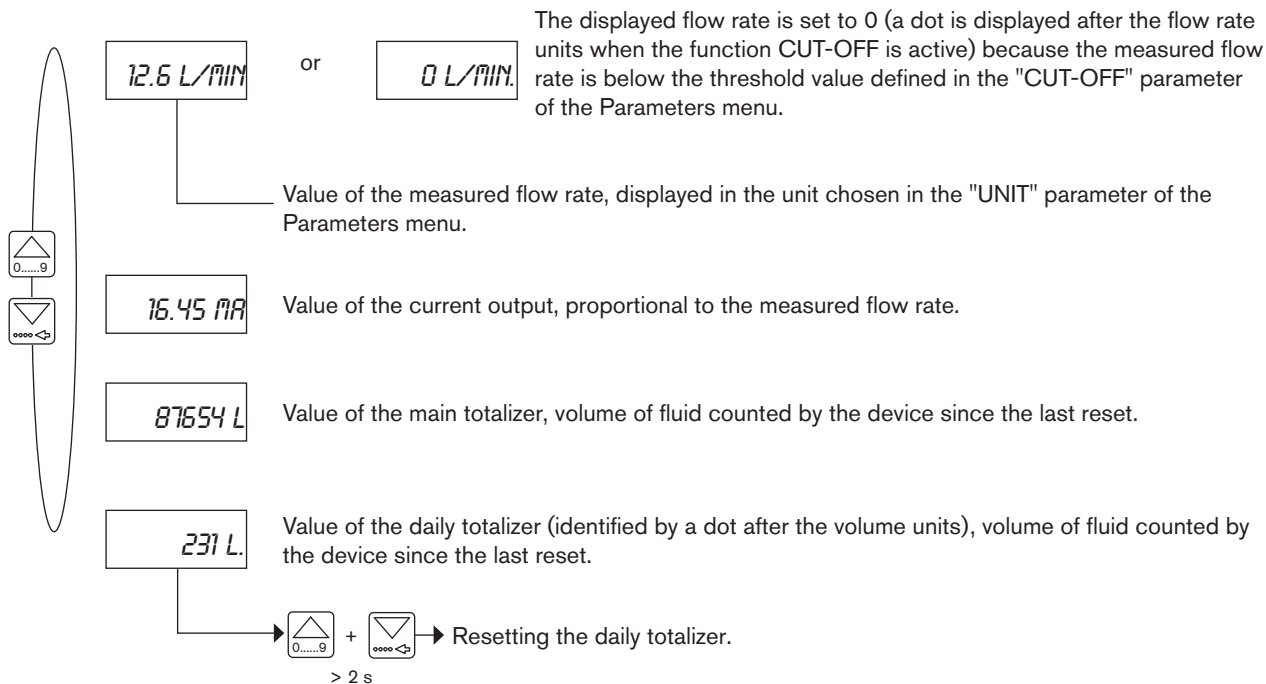 The displayed flow rate is set to 0 (a dot is displayed after the flow rate
units when the function CUT-OFF is active) because the measured flow
rate is below the threshold value defined in the "CUT-OFF" parameter
of the Parameters menu.
12.6 L/MIN
or
0 L/MIN.
Value of the measured flow rate, displayed in the unit chosen in the "UNIT" parameter of the
Parameters menu.
0......9
16.45 MA
Value of the current output, proportional to the measured flow rate.
87654 L
Value of the main totalizer, volume of fluid counted by the device since the last reset.
231 L.
Value of the daily totalizer (identified by a dot after the volume units), volume of fluid counted by
the device since the last reset.
0......9
+
Resetting the daily totalizer.
> 2 s